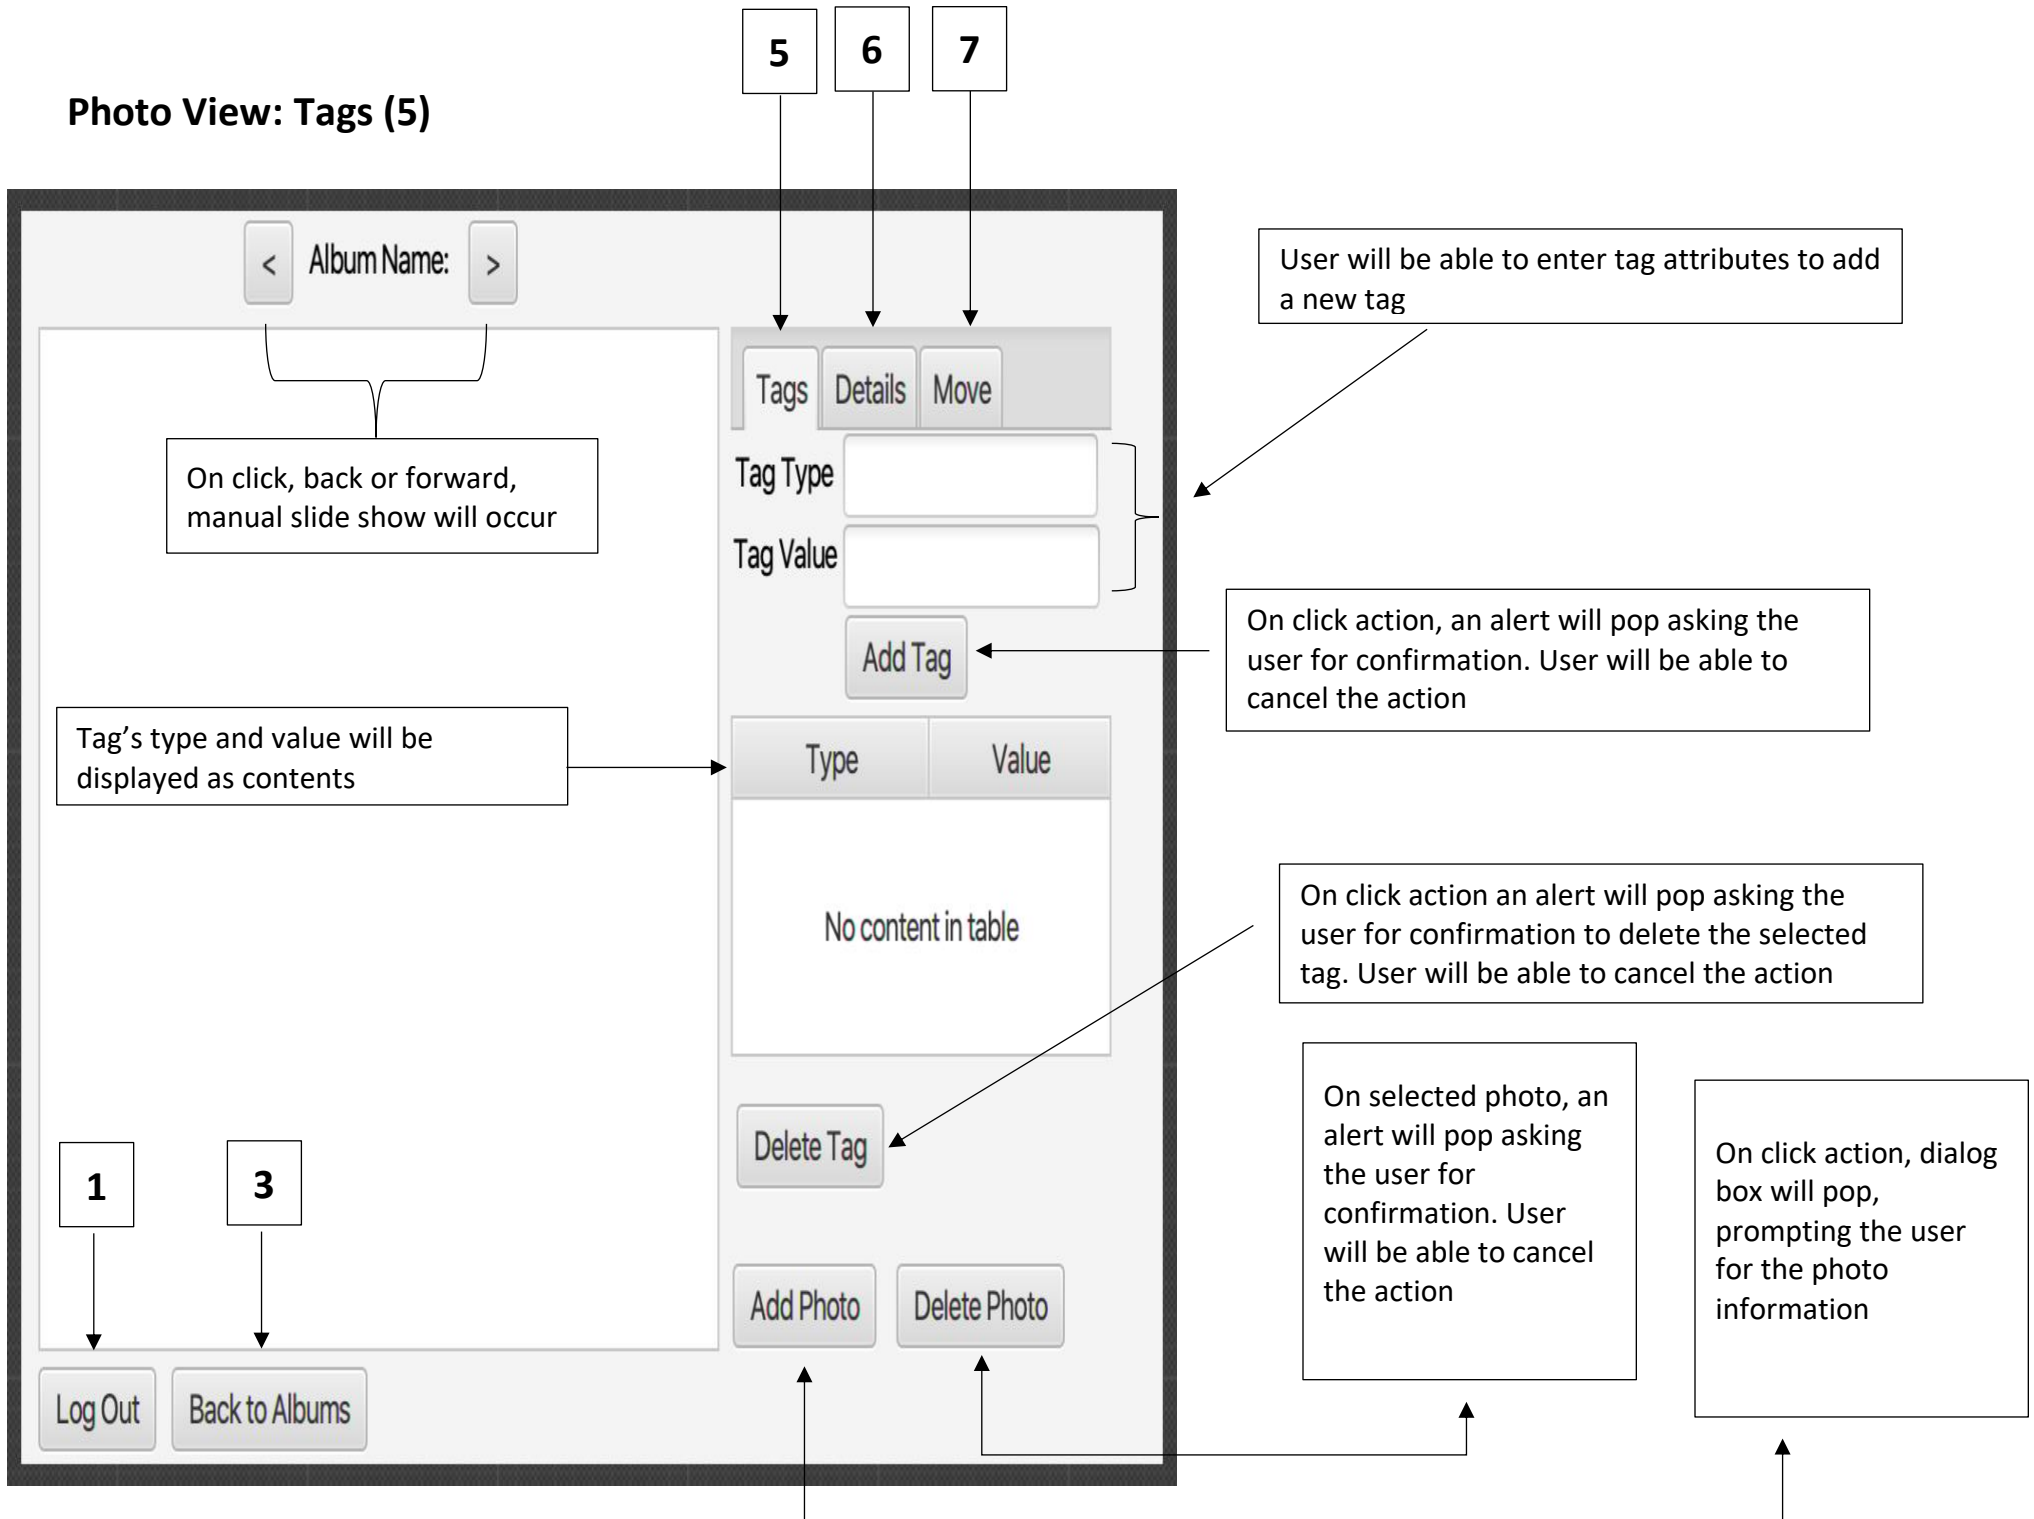 5
6
7
Photo View: Tags (5)
<
Album Name:
>
User will be able to enter tag attributes to add
a new tag
Tags
Details
Move
On click, back or forward,
manual slide show will occur
Tag Type
Tag Value
Add Tag
On click action, an alert will pop asking the
user for confirmation. User will be able to
cancel the action
Tag’s type and value will be
displayed as contents
Type
Value
No content in table
On click action an alert will pop asking the
user for confirmation to delete the selected
tag. User will be able to cancel the action
On selected photo, an
alert will pop asking
the user for
confirmation. User
will be able to cancel
the action
On click action, dialog
box will pop,
prompting the user
for the photo
information
Delete Tag
1
3
Add Photo
Delete Photo
Log Out
Back to Albums